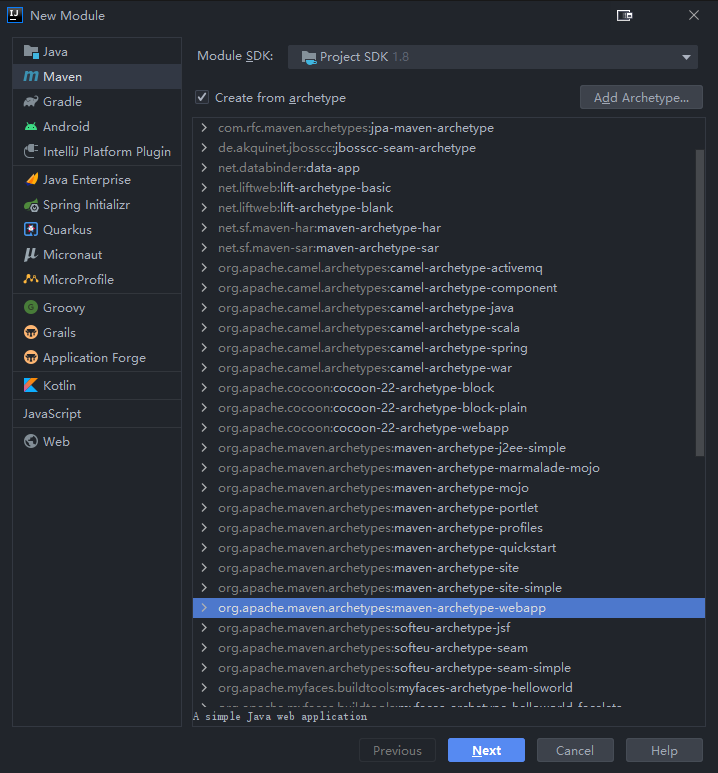 New Module
Java
Maven
Gradle
Android
IntelliJ Platform Plugin
Java Enterprise
Spring Initializr
Quarkus
Micronaut
MicroProfile
Groovy
Grails
Application Forge
Kotlin
JavaScript
Web
Module SDK:
Project SDK 1.8
Create from archetype
Add Archetype...
com.rfc.maven.archetypes:jpa-maven-archetype
de.akquinet.jbosscc:jbosscc-seam-archetype
net.databinder:data-app
net.liftweb:lift-archetype-basic
net.liftweb:lift-archetype-blank
net.sf.maven-har:maven-archetype-har
net.sf.maven-sar:maven-archetype-sar
org.apache.camel.archetypes:camel-archetype-activemq
org.apache.camel.archetypes:camel-archetype-component
org.apache.camel.archetypes:camel-archetype-java
org.apache.camel.archetypes:camel-archetype-scala
org.apache.camel.archetypes:camel-archetype-spring
org.apache.camel.archetypes:camel-archetype-war
org.apache.cocoon:cocoon-22-archetype-block
org.apache.cocoon:cocoon-22-archetype-block-plain
org.apache.cocoon:cocoon-22-archetype-webapp
org.apache.maven.archetypes:maven-archetype-j2ee-simple
org.apache.maven.archetypes:maven-archetype-marmalade-mojo
org.apache.maven.archetypes:maven-archetype-mojo
org.apache.maven.archetypes:maven-archetype-portlet
org.apache.maven.archetypes:maven-archetype-profiles
org.apache.maven.archetypes:maven-archetype-quickstart
org.apache.maven.archetypes:maven-archetype-site
org.apache.maven.archetypes:maven-archetype-site-simple
org.apache.maven.archetypes:maven-archetype-webapp
org.apache.maven.archetypes:softeu-archetype-jsf
org.apache.maven.archetypes:softeu-archetype-seam
org.apache.maven.archetypes:softeu-archetype-seam-simple
org.apache.myfaces.buildtools:myfaces-archetype-helloworld
org.apache.myfaces.buildtools:myfaces-archetype-helloworld-facelets
A simple Java web application
Previous
Next
Cancel
Help